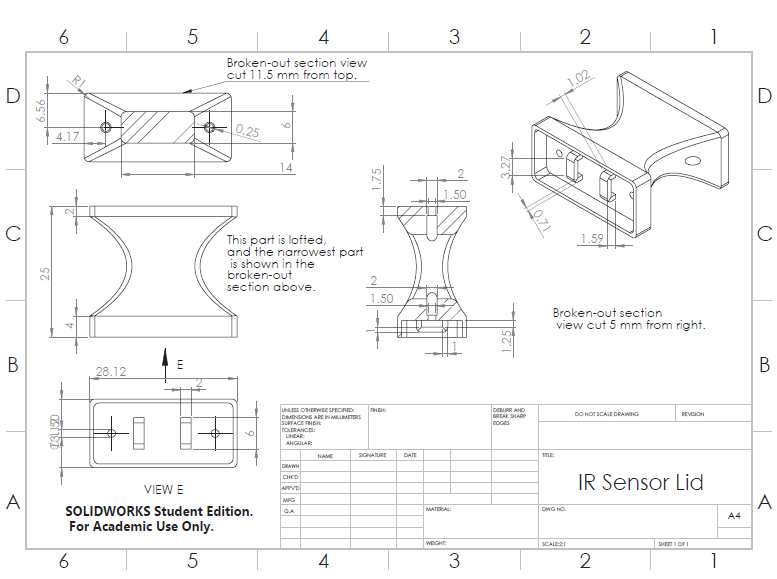 6 5 4 3 2 1
Broken-out section view
cut 11.5 mm from top.
R1
1.02
D D
6.56
4.17
0.25
6
14
3.27
0.71
1.59
1.75
2
1.50
C C
2
25
4
This part is lofted,
and the narrowest part
is shown in the
broken-out
section above.
2
1.50
1
1
1.25
Broken-out section
view cut 5 mm from right.
B B
E
28.12
2
6
VIEW E
SOLIDWORKS Student Edition.
For Academic Use Only.
A A
UNLESS OTHERWISE SPECIFIED:
DIMENSIONS ARE IN MILLIMETERS
SURFACE FINISH:
TOLERANCES:
LINEAR:
ANGULAR:
FINISH:
DEBURR AND
BREAK SHARP
EDGES
DO NOT SCALE DRAWING
REVISION
NAME SIGNATURE DATE
TITLE:
DRAWN
CHK'D
APPV'D
MFG
Q.A
IR Sensor Lid
MATERIAL:
DWG NO.
A4
WEIGHT:
SCALE:2:1
SHEET 1 OF 1
6 5 4 3 2 1